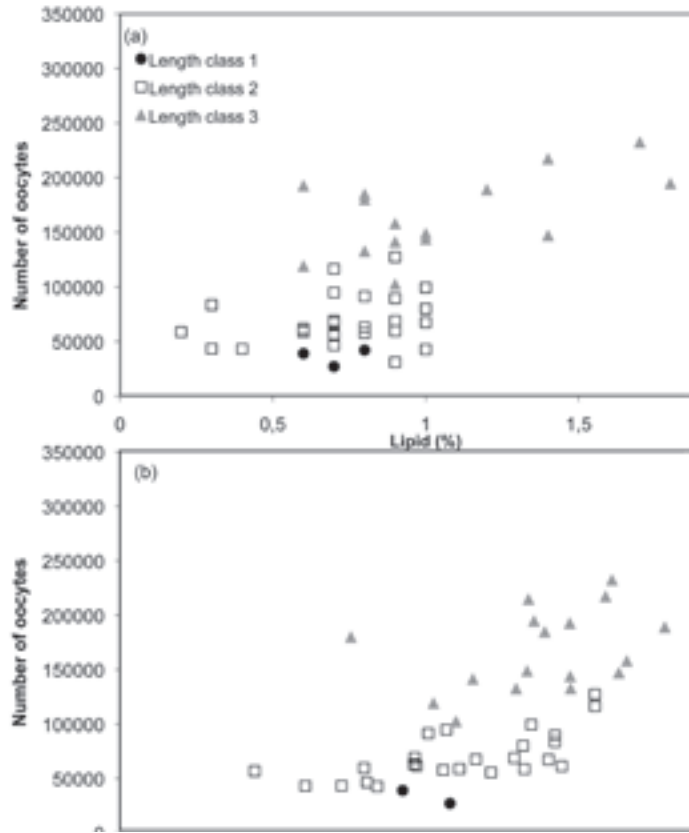 350000
(a)
300000
Length class 1
Length class 2
250000
Length class 3
200000
150000
100000
50000
0
Number of oocytes
0 0,5 1 1,5
Lipid (%)
350000
(b)
300000
250000
200000
150000
100000
50000
0
Number of oocytes